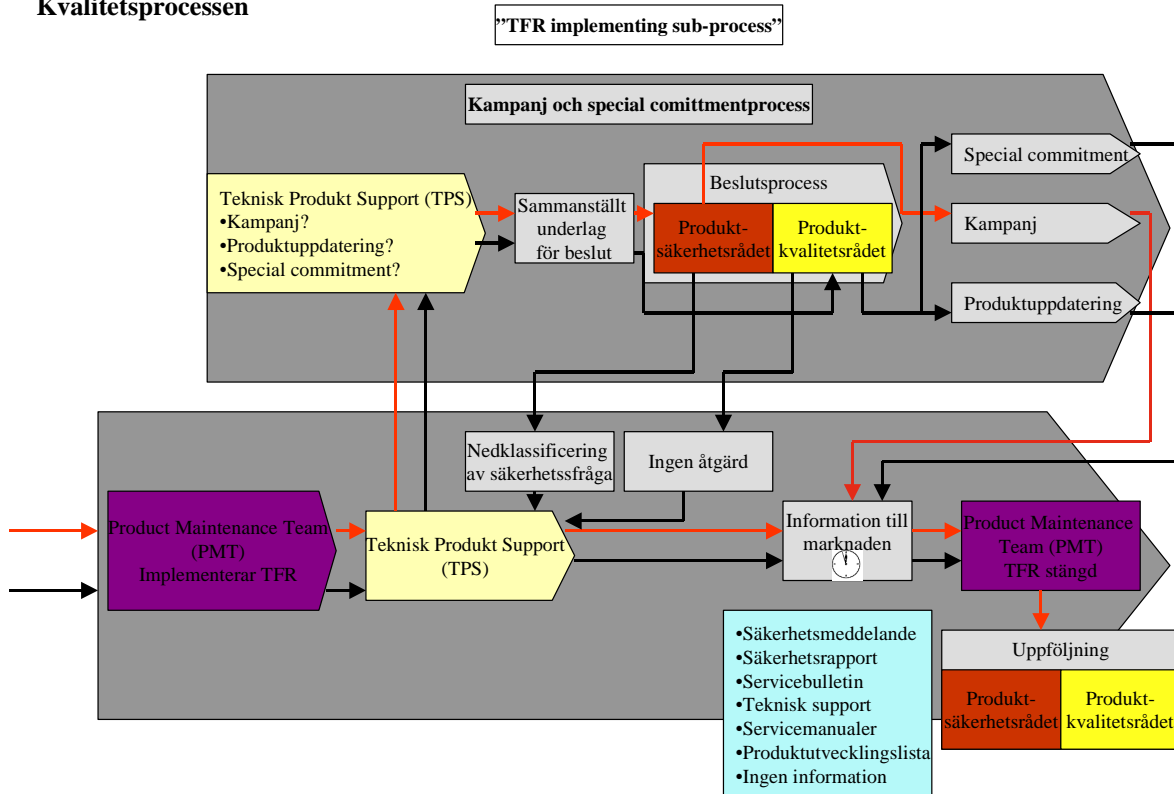 Kvalitetsprocessen
”TFR implementing sub-process”
Kampanj och special comittmentprocess
Teknisk Produkt Support (TPS)
•Kampanj?
•Produktuppdatering?
•Special commitment?
Sammanställt
underlag
för beslut
Beslutsprocess
Produkt-
säkerhetsrådet
Produkt-
kvalitetsrådet
Special commitment
Kampanj
Produktuppdatering
Nedklassificering
av säkerhetssfråga
Ingen åtgärd
Product Maintenance Team
(PMT)
Implementerar TFR
Teknisk Produkt Support
(TPS)
Information till
marknaden
Product Maintenance
Team (PMT)
TFR stängd
•Säkerhetsmeddelande
•Säkerhetsrapport
•Servicebulletin
•Teknisk support
•Servicemanualer
•Produktutvecklingslista
•Ingen information
Uppföljning
Produkt-
säkerhetsrådet
Produkt-
kvalitetsrådet